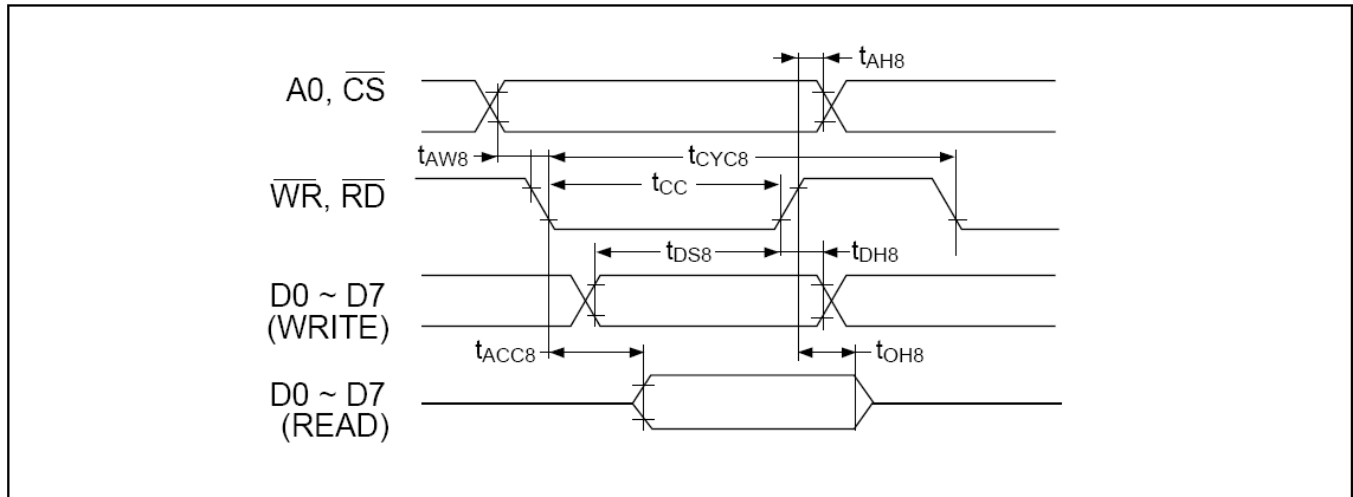 tAH8
A0, CS
tAW8
tCYC8
WR, RD
tCC
tDS8
tDH8
D0 ~ D7
(WRITE)
tACC8
tOH8
D0 ~ D7
(READ)